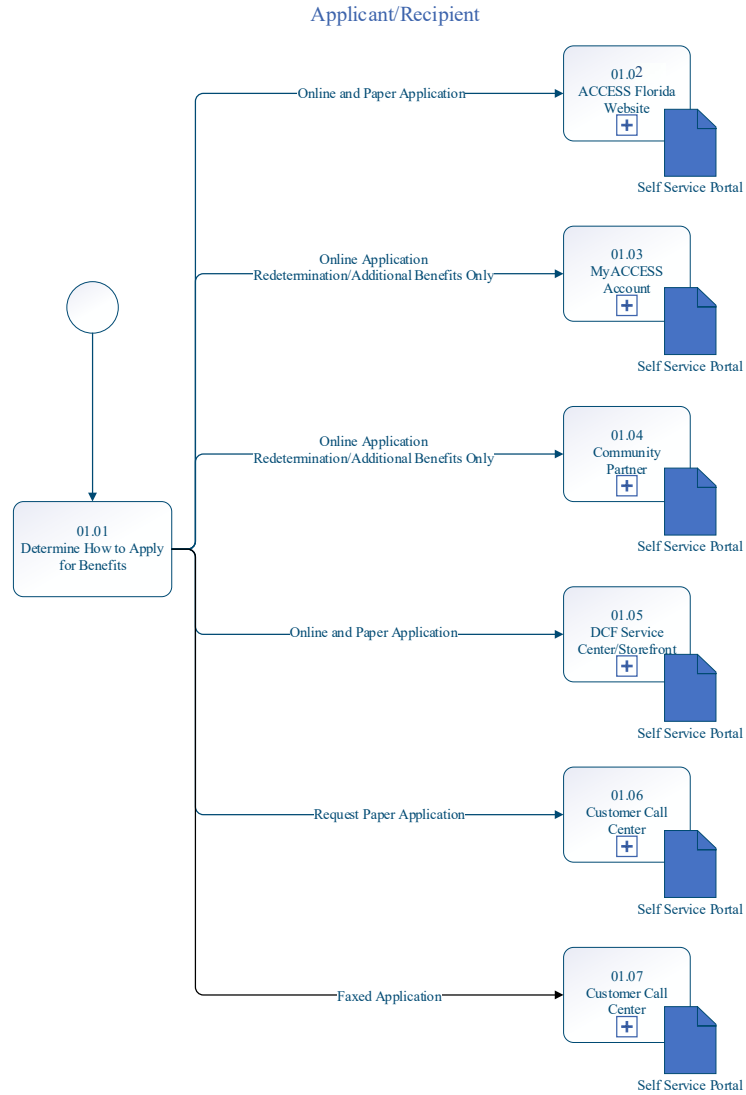 Applicant/Recipient
01.02
ACCESS Florida
Website
Online and Paper Application
Self Service Portal
01.03
MyACCESS
Account
Online Application
Redetermination/Additional Benefits Only
Self Service Portal
01.04
Community
Partner
Online Application
Redetermination/Additional Benefits Only
Self Service Portal
01.01
Determine How to Apply
for Benefits
01.05
DCF Service
Center/Storefront
Online and Paper Application
Self Service Portal
01.06
Customer Call
Center
Request Paper Application
Self Service Portal
01.07
Customer Call
Center
Faxed Application
Self Service Portal